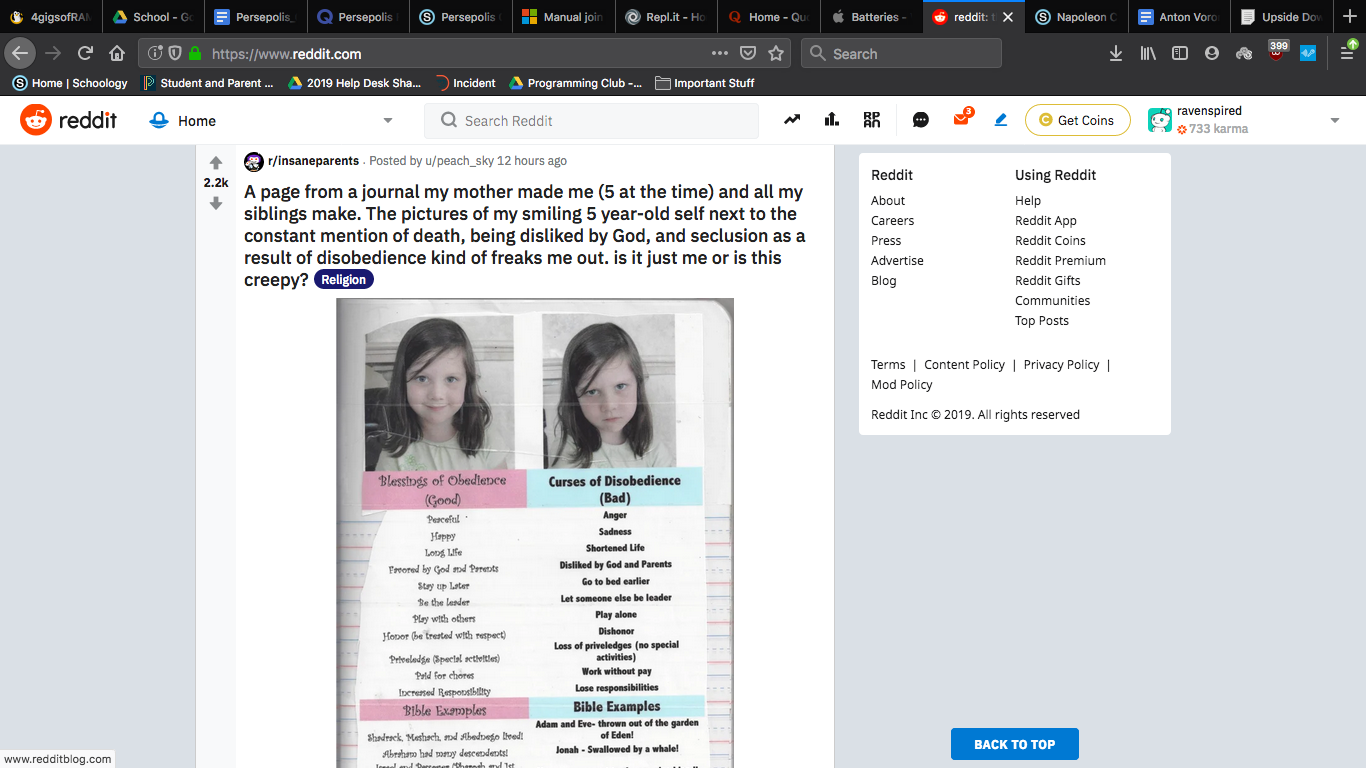 4gigsofRAM
School - Go
Persepolis_
Persepolis
Persepolis
Manual join
Repl.it - Ho
Home - Quo
Batteries -
reddit: t
Napoleon C
Anton Voro
Upside Dow
https://www.reddit.com
Search
399
Home | Schoology
Student and Parent ...
2019 Help Desk Sha...
Incident
Programming Club -...
Important Stuff
reddit
Home
Search Reddit
3
Get Coins
ravenspired
733 karma
2.2k
r/insaneparents . Posted by u/peach_sky 12 hours ago
A page from a journal my mother made me (5 at the time) and all my
siblings make. The pictures of my smiling 5 year-old self next to the
constant mention of death, being disliked by God, and seclusion as a
result of disobedience kind of freaks me out. is it just me or is this
creepy? Religion
Blessings of Obedience
(Good)
Peaceful
Happy
Long Life
Favored by God and Parents
Stay up Later
Be the leader
Play with others
Honor (be treated with respect)
Priveledge (Special activities)
Paid for chores
Increased Responsibility
Bible Examples
Shadrack, Meshach, and Abednego lived!
Abraham had many descendents!
Curses of Disobedience
(Bad)
Anger
Sadness
Shortened Life
Disliked by God and Parents
Go to bed earlier
Let someone else be leader
Play alone
Dishonor
Loss of priveledges (no special
activities)
Work without pay
Lose responsibilities
Bible Examples
Adam and Eve- thrown out of the garden
of Eden!
Jonah - Swallowed by a whale!
Reddit
About
Careers
Press
Advertise
Blog
Using Reddit
Help
Reddit App
Reddit Coins
Reddit Premium
Reddit Gifts
Communities
Top Posts
Terms | Content Policy | Privacy Policy |
Mod Policy
Reddit Inc © 2019. All rights reserved
BACK TO TOP
www.redditblog.com